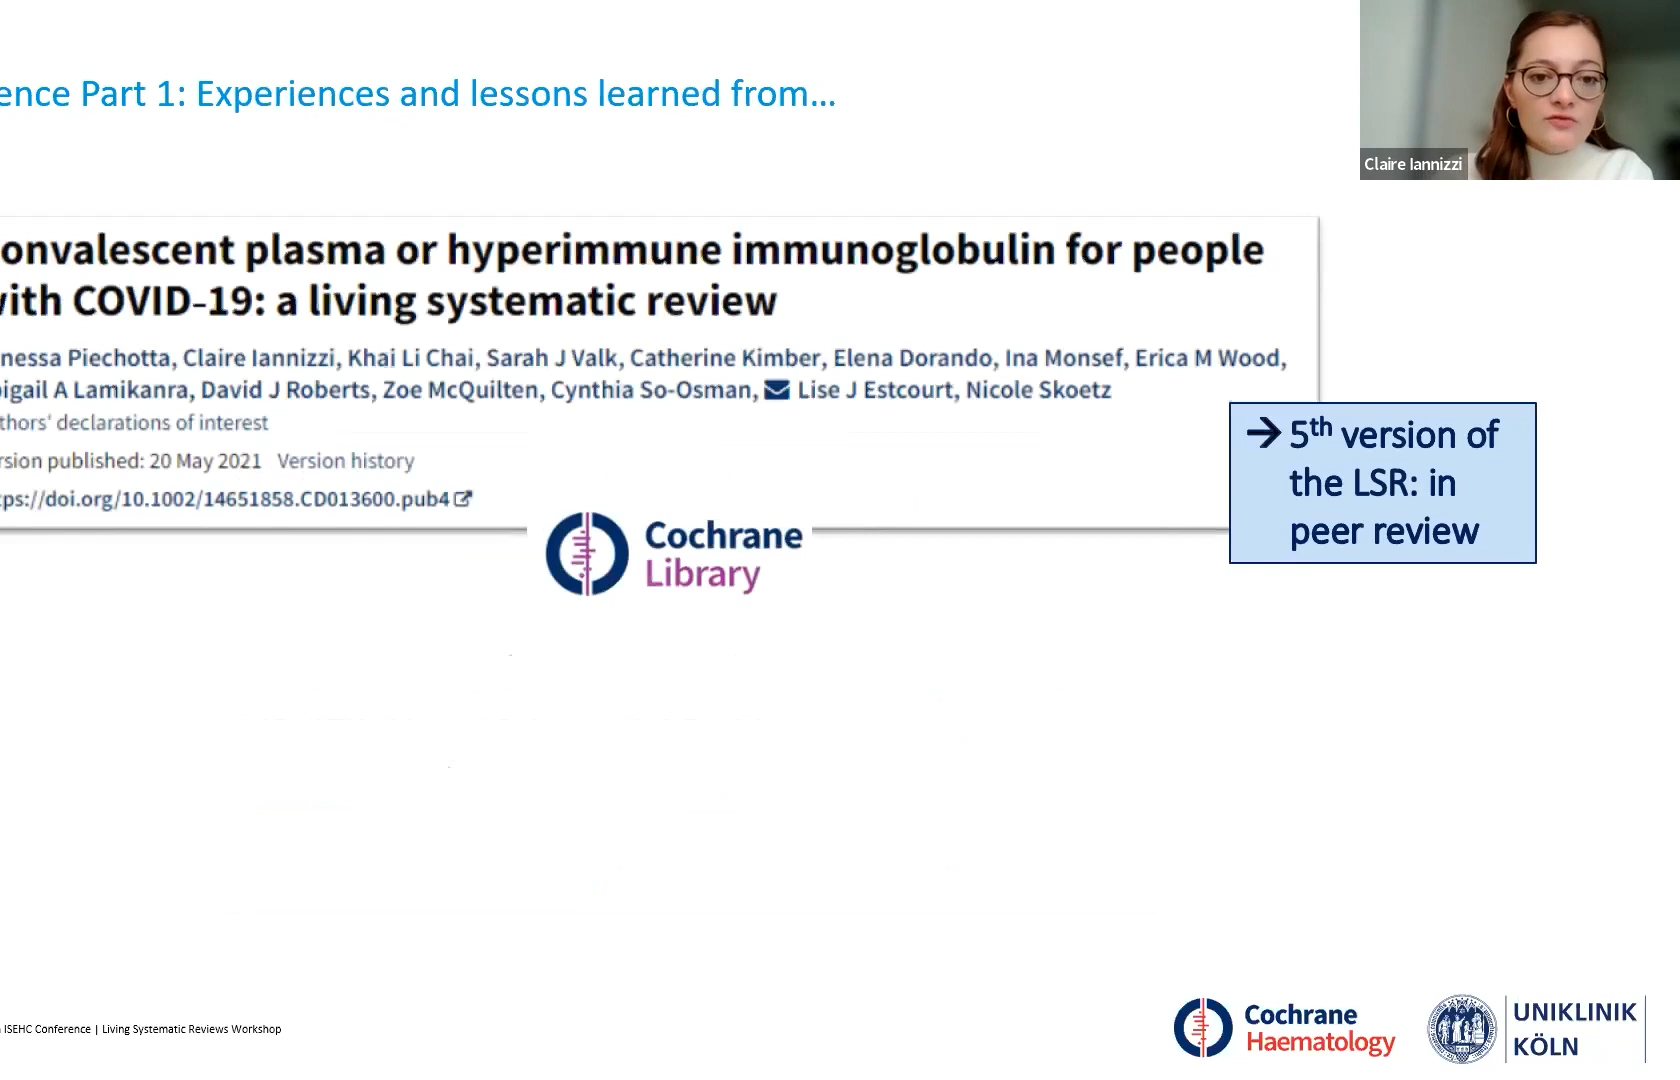 ence Part 1: Experiences and lessons learned from...
Claire Iannizzi
onvalescent plasma or hyperimmune immunoglobulin for people
ith COVID-19: a living systematic review
nessa Piechotta, Claire Iannizzi, Khai Li Chai, Sarah J Valk, Catherine Kimber, Elena Dorando, Ina Monsef, Erica M Wood,
igail A Lamikanra, David J Roberts, Zoe McQuilten, Cynthia So-Osman, Lise J Estcourt, Nicole Skoetz
thors' declarations of interest
rsion published: 20 May 2021 Version history
ps://doi.org/10.1002/14651858.CD013600.pub4
→ 5th version of
the LSR: in
peer review
Cochrane
Library
ISEHC Conference | Living Systematic Reviews Workshop
Cochrane
Haematology
UNIKLINIK
KÖLN